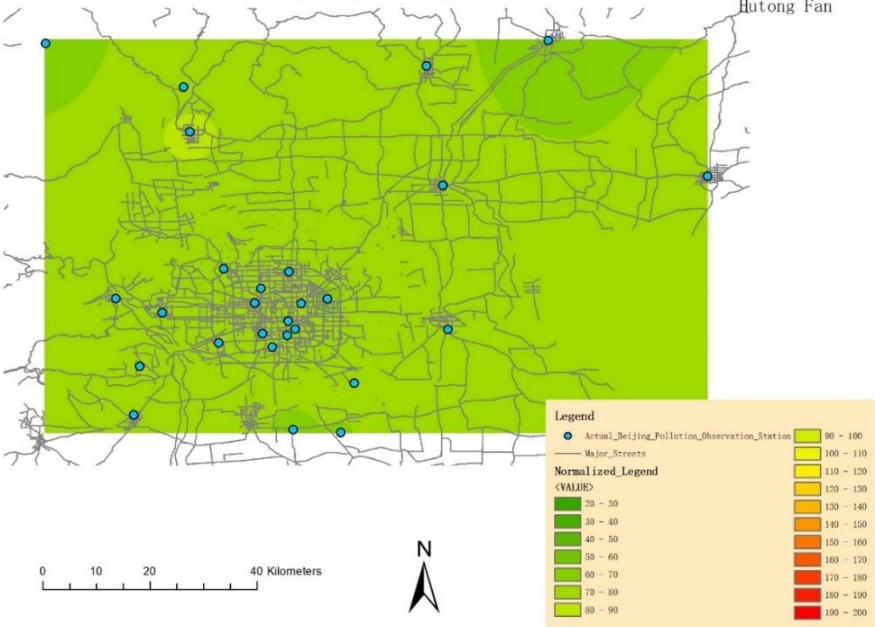 Hutong Fan
Legend
Actual_Beijing_Pollution_Observation_Station
Major_Streets
Normalized_Legend
<VALUE>
20 - 30
30 - 40
40 - 50
50 - 60
60 - 70
70 - 80
80 - 90
90 - 100
100 - 110
110 - 120
120 - 130
130 - 140
140 - 150
150 - 160
160 - 170
170 - 180
180 - 190
190 - 200
N
0 10 20 40 Kilometers